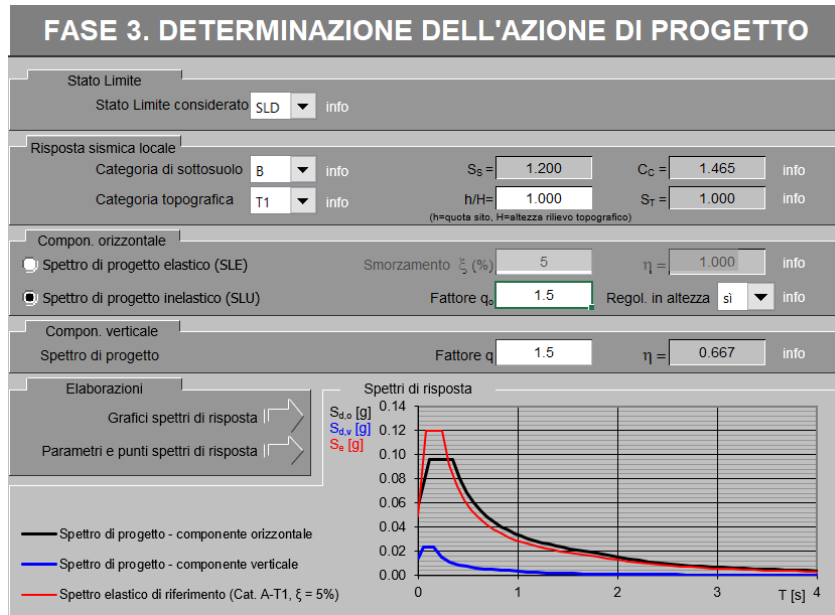 FASE 3. DETERMINAZIONE DELL'AZIONE DI PROGETTO
Stato Limite
Stato Limite considerato SLD info
Risposta sismica locale
Categoria di sottosuolo B info SS = 1.200 CC = 1.465 info
Categoria topografica T1 info h/H= 1.000 ST = 1.000 info
(h=quota sito, H=altezza rilievo topografico)
Compon. orizzontale
Spettro di progetto elastico (SLE) Smorzamento ξ (%) 5 η = 1.000 info
Spettro di progetto inelastico (SLU) Fattore qo 1.5 Regol. in altezza sì info
Compon. verticale
Spettro di progetto Fattore q 1.5 η = 0.667 info
Elaborazioni
Grafici spettri di risposta
Parametri e punti spettri di risposta
Spettri di risposta
Sd,o [g]
Sd,v [g]
Se [g]
0.14
0.12
0.10
0.08
0.06
0.04
0.02
0.00
0 1 2 3 T [s] 4
Spettro di progetto - componente orizzontale
Spettro di progetto - componente verticale
Spettro elastico di riferimento (Cat. A-T1, ξ = 5%)